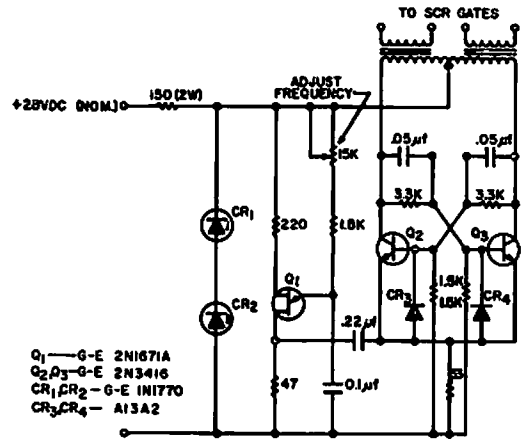 TO SCR GATES
+28VDC (NOM.)
150 (2W)
ADJUST
FREQUENCY
15K
.05µf
.05µf
3.3K
3.3K
CR1
220
1.8K
Q2
Q3
Q1
CR2
CR3
1.5K
1.5K
CR4
.22µf
47
0.1µf
33
Q1 — G-E 2N1671A
Q2,Q3 — G-E 2N3416
CR1,CR2 — G-E 1N1770
CR3,CR4 — A13A2